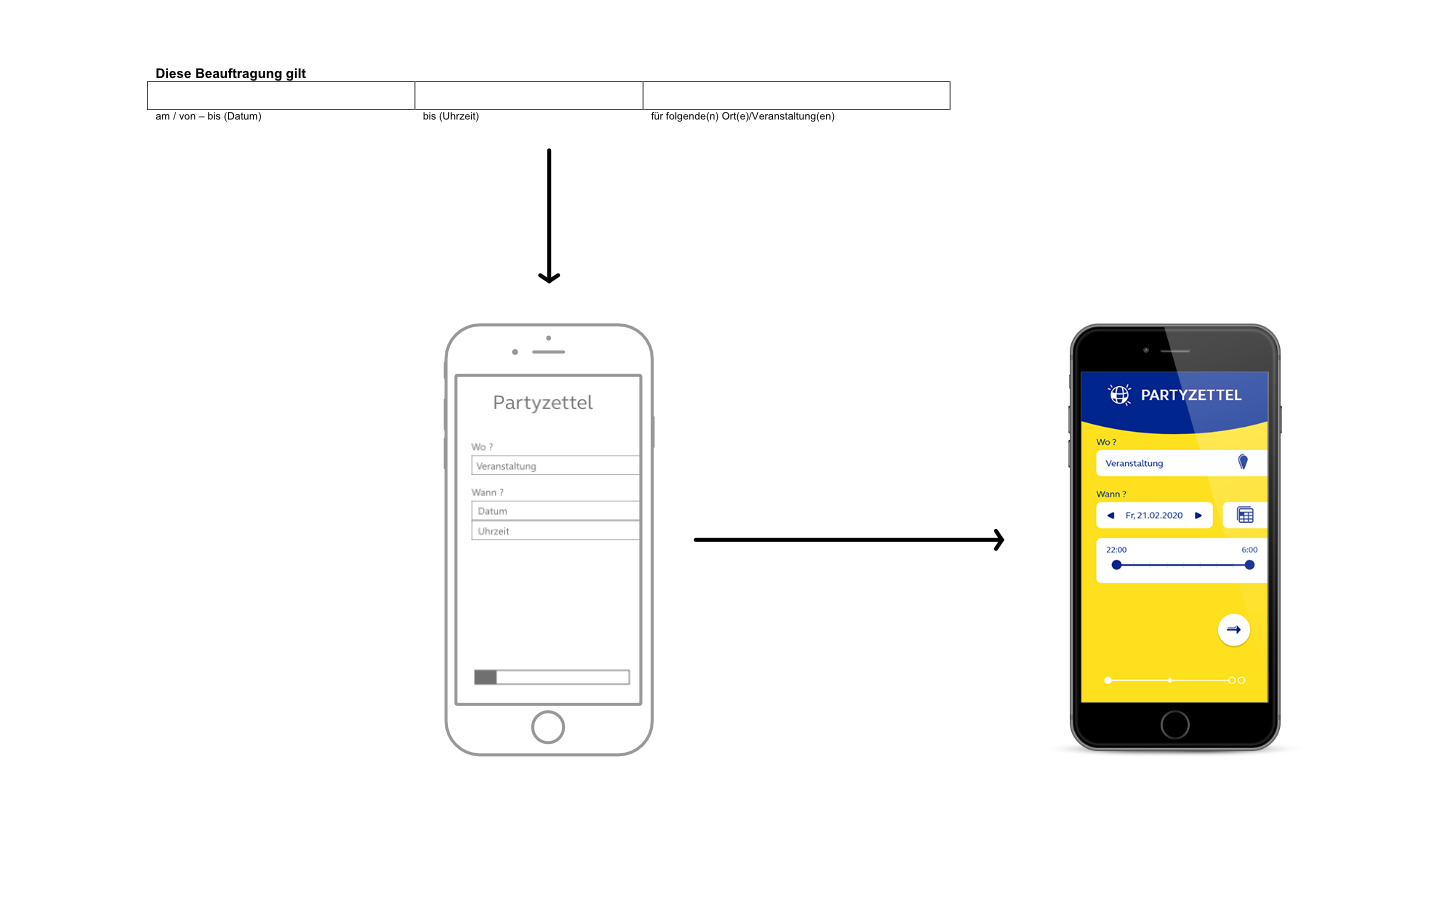 Diese Beauftragung gilt
am / von – bis (Datum) bis (Uhrzeit) für folgende(n) Ort(e)/Veranstaltung(en)
Partyzettel
Wo ?
Veranstaltung
Wann ?
Datum
Uhrzeit
PARTYZETTEL
Wo ?
Veranstaltung
Wann ?
Fr, 21.02.2020
22:00 6:00